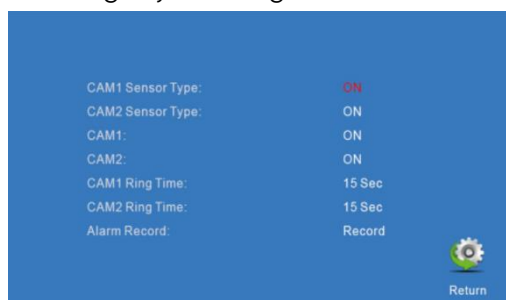 CAM1 Sensor Type: ON
CAM2 Sensor Type: ON
CAM1: ON
CAM2: ON
CAM1 Ring Time: 15 Sec
CAM2 Ring Time: 15 Sec
Alarm Record: Record
Return